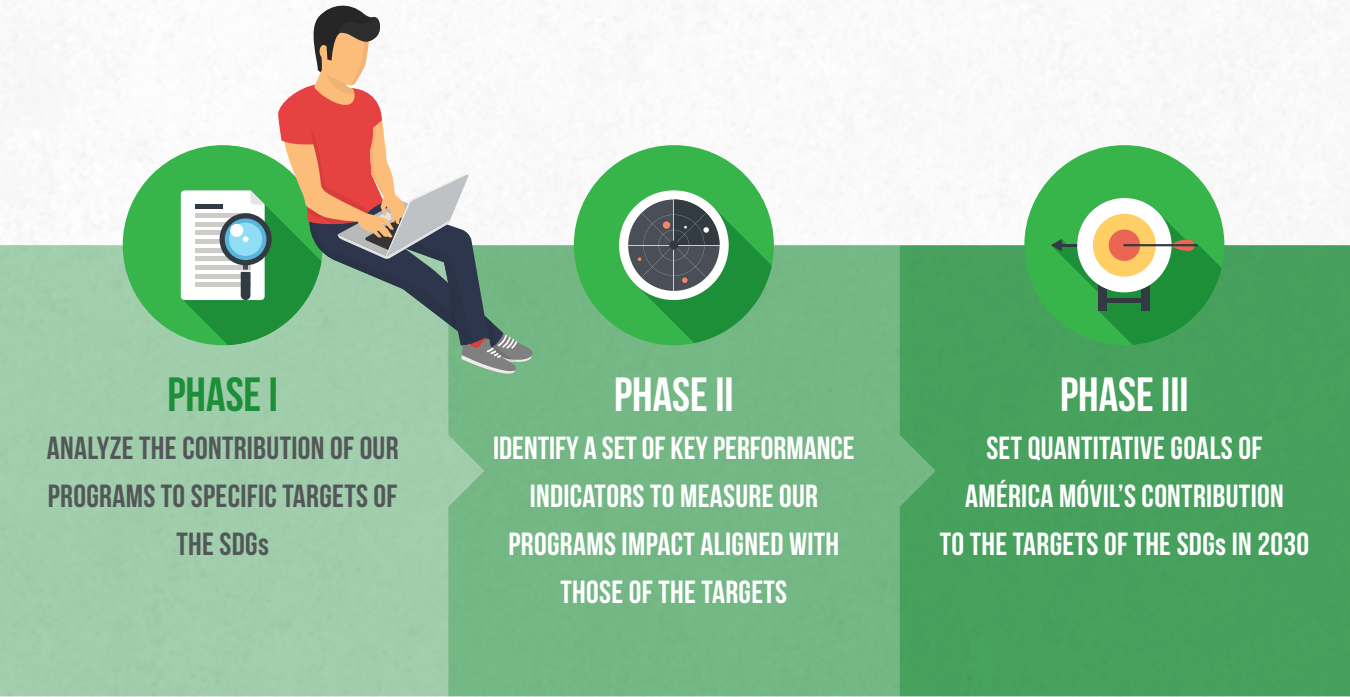 PHASE I
ANALYZE THE CONTRIBUTION OF OUR
PROGRAMS TO SPECIFIC TARGETS OF
THE SDGs
PHASE II
IDENTIFY A SET OF KEY PERFORMANCE
INDICATORS TO MEASURE OUR
PROGRAMS IMPACT ALIGNED WITH
THOSE OF THE TARGETS
PHASE III
SET QUANTITATIVE GOALS OF
AMÉRICA MÓVIL’S CONTRIBUTION
TO THE TARGETS OF THE SDGs IN 2030